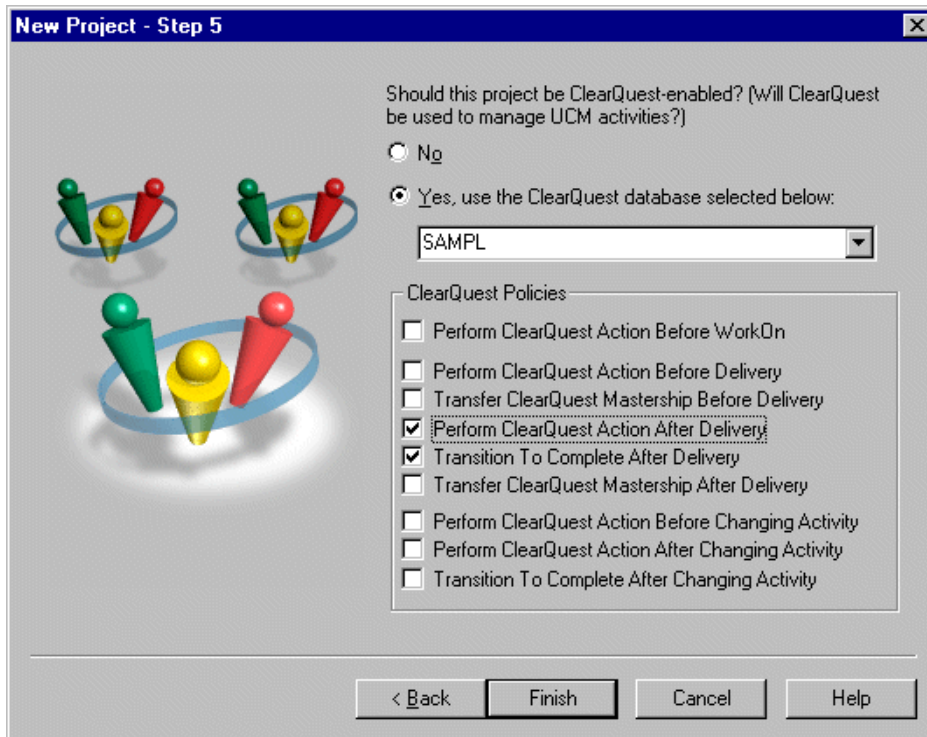 New Project - Step 5
Should this project be ClearQuest-enabled? (Will ClearQuest
be used to manage UCM activities?)
No
Yes, use the ClearQuest database selected below:
SAMPL
ClearQuest Policies
Perform ClearQuest Action Before WorkOn
Perform ClearQuest Action Before Delivery
Transfer ClearQuest Mastership Before Delivery
Perform ClearQuest Action After Delivery
Transition To Complete After Delivery
Transfer ClearQuest Mastership After Delivery
Perform ClearQuest Action Before Changing Activity
Perform ClearQuest Action After Changing Activity
Transition To Complete After Changing Activity
< Back
Finish
Cancel
Help